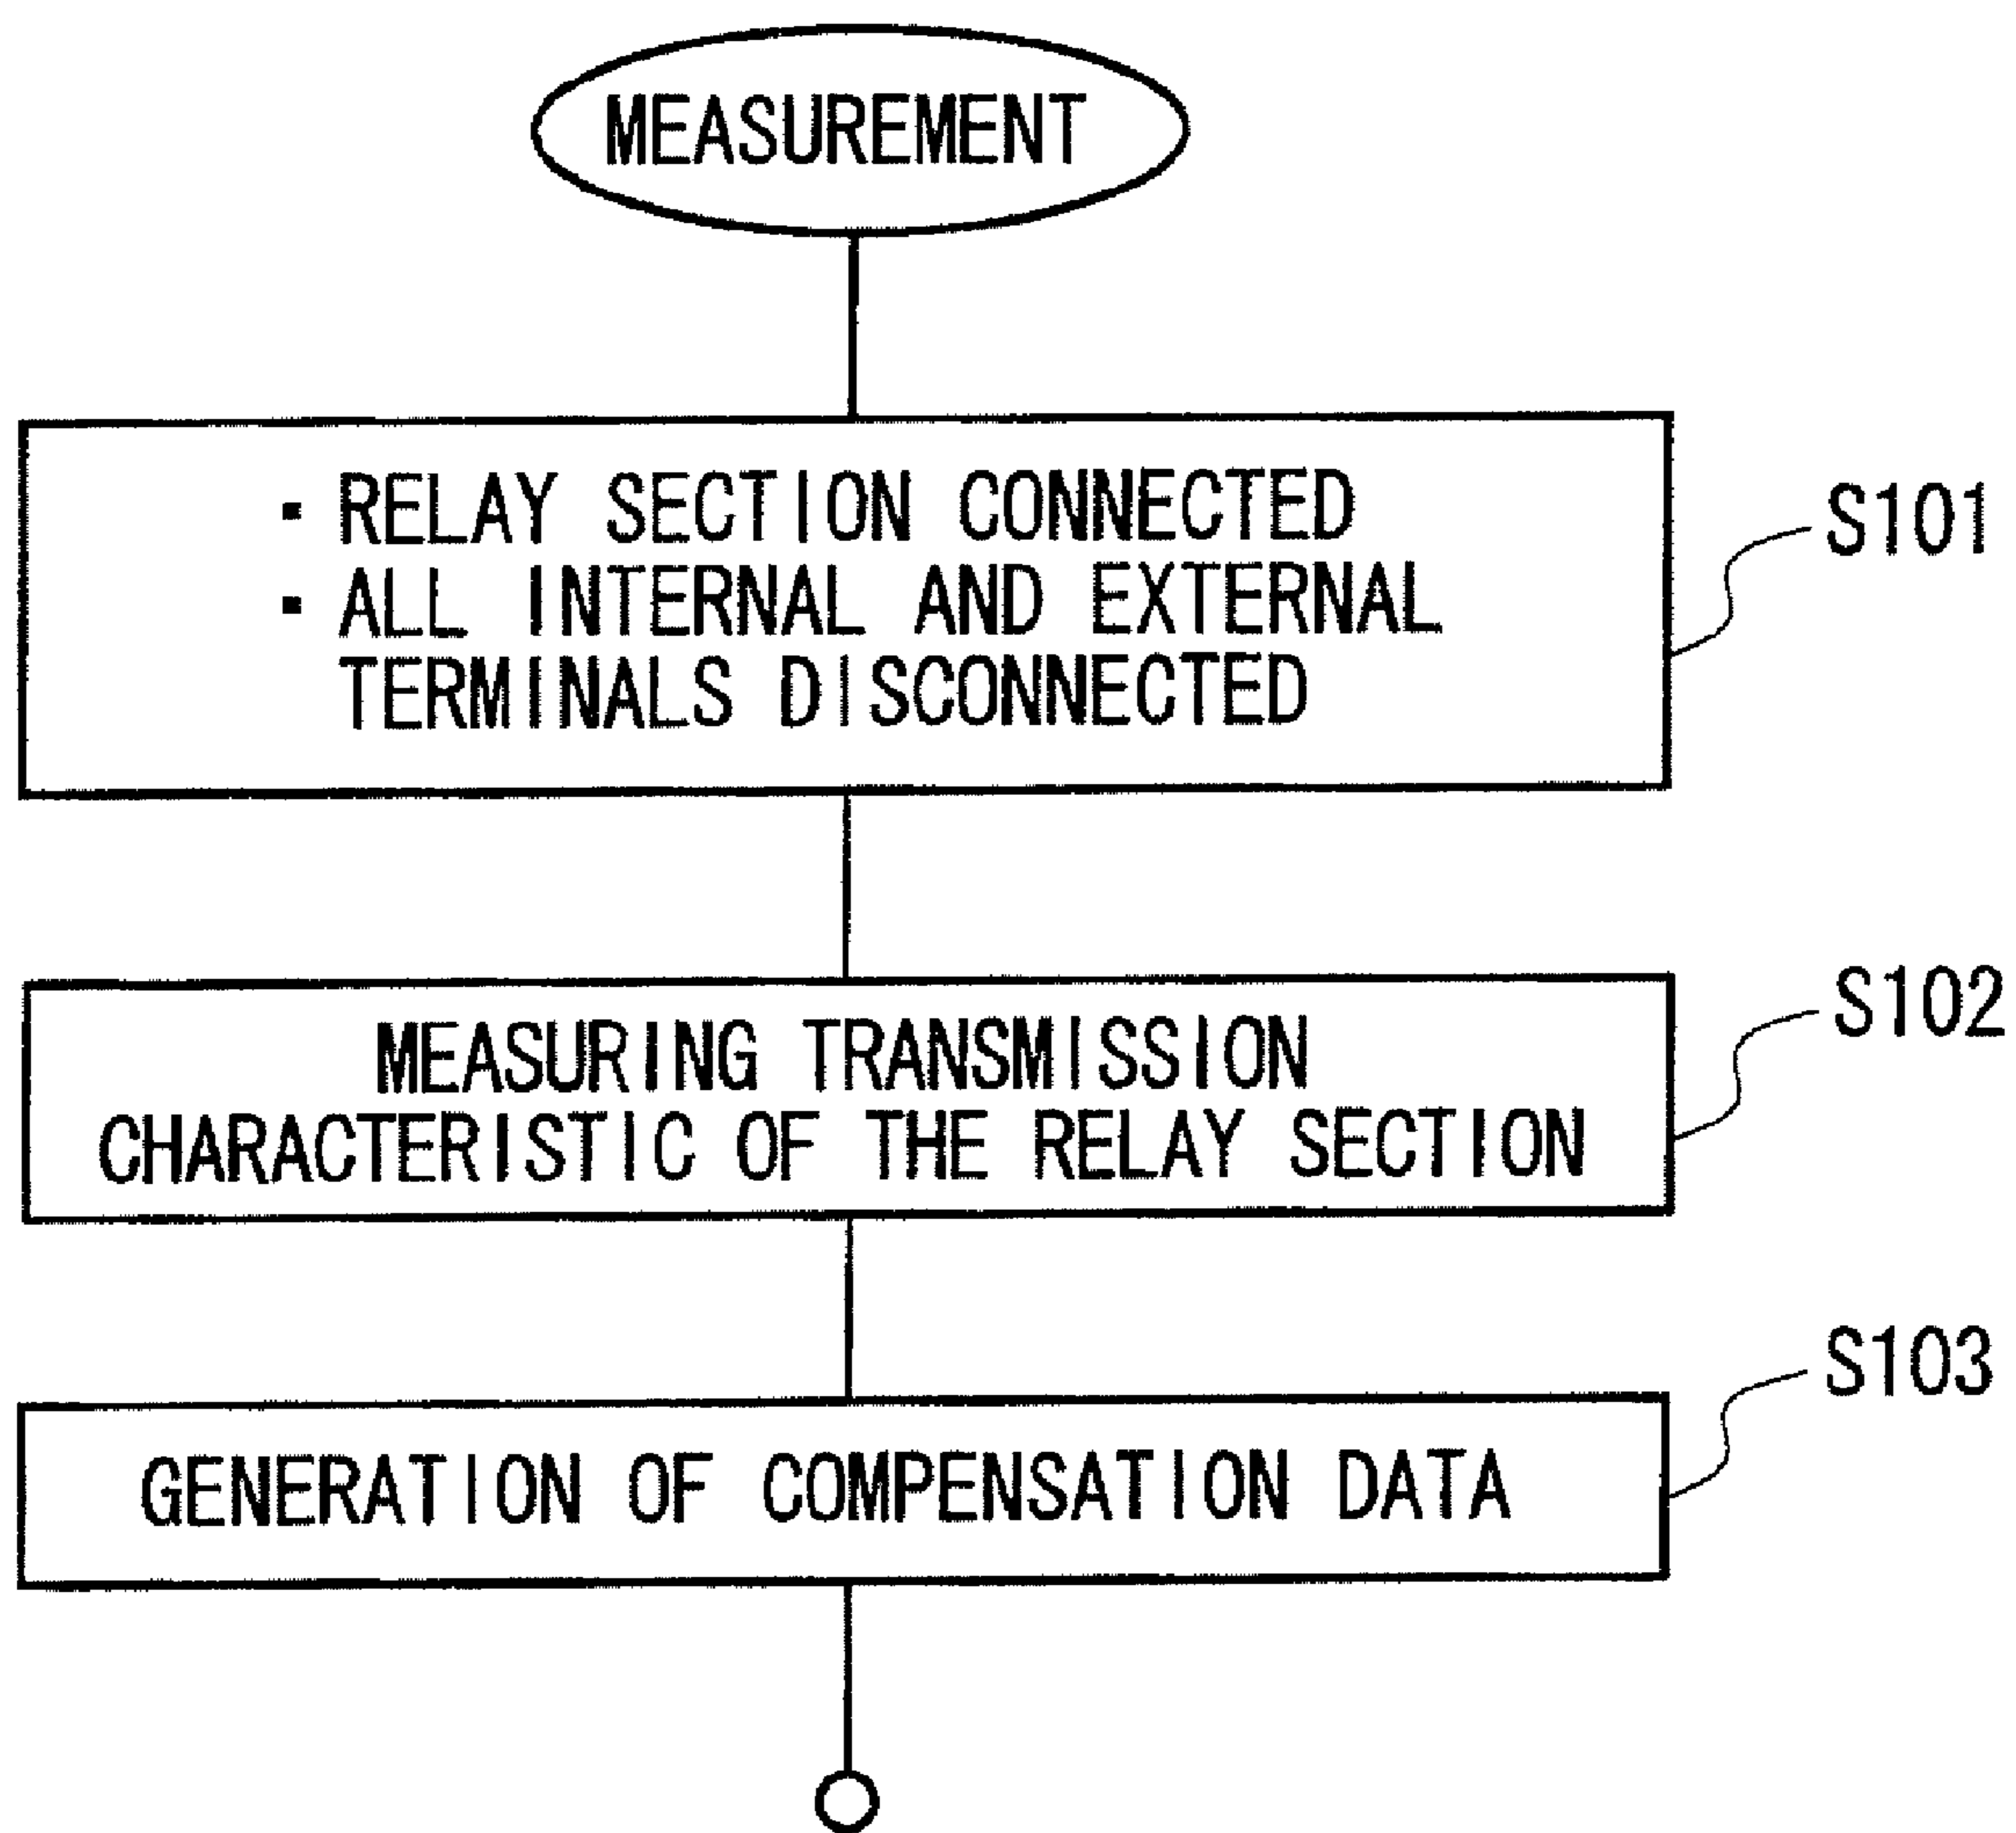 MEASUREMENT
▪ RELAY SECTION CONNECTED
▪ ALL INTERNAL AND EXTERNAL
TERMINALS DISCONNECTED
S101
MEASURING TRANSMISSION
CHARACTERISTIC OF THE RELAY SECTION
S102
GENERATION OF COMPENSATION DATA
S103